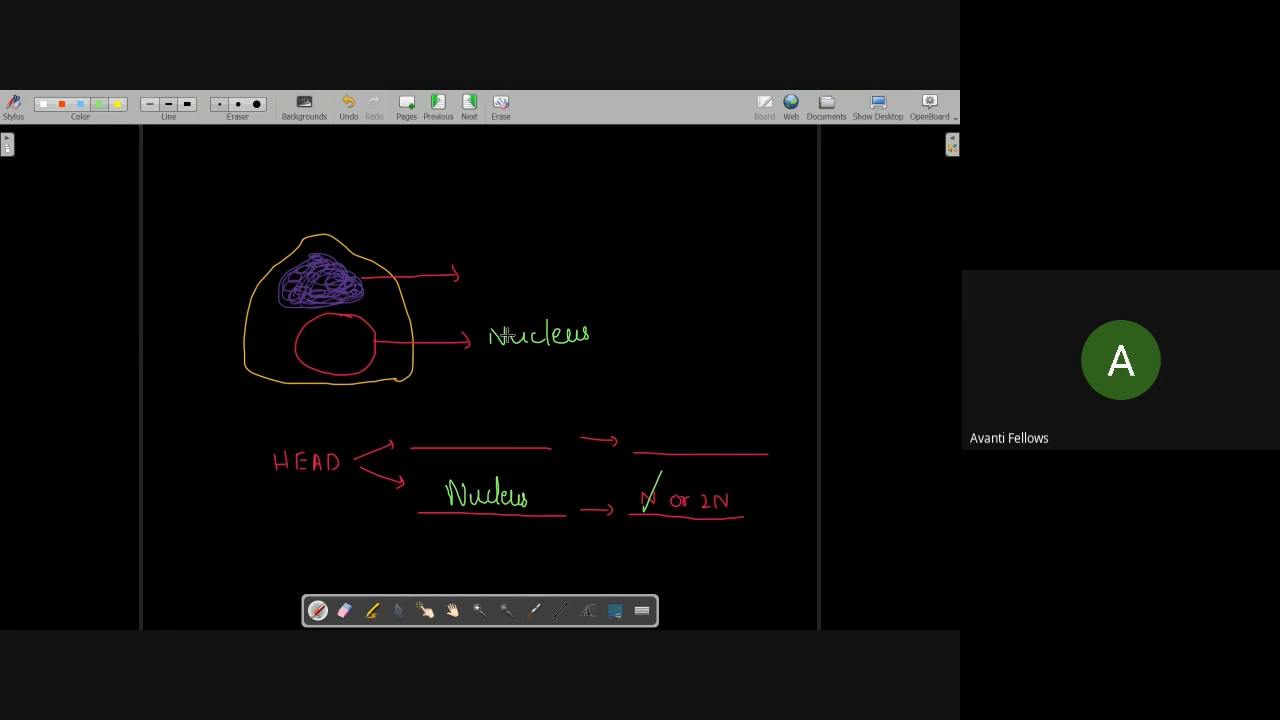 Stylus Color Line Eraser Backgrounds Undo Redo Pages Previous Next Erase Board Web Documents Show Desktop OpenBoard
Nucleus
HEAD
Nucleus N or 2N
A
Avanti Fellows